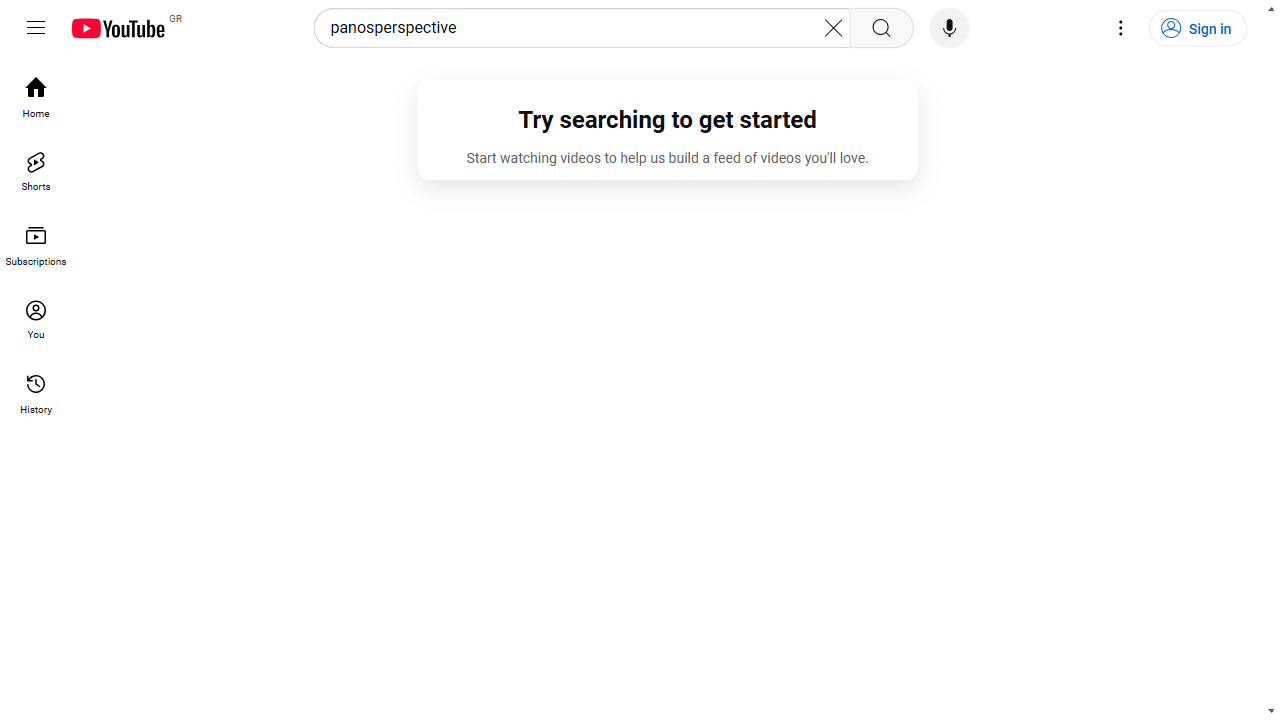 YouTube GR
panosperspective
Sign in
Home
Shorts
Subscriptions
You
History
Try searching to get started
Start watching videos to help us build a feed of videos you'll love.